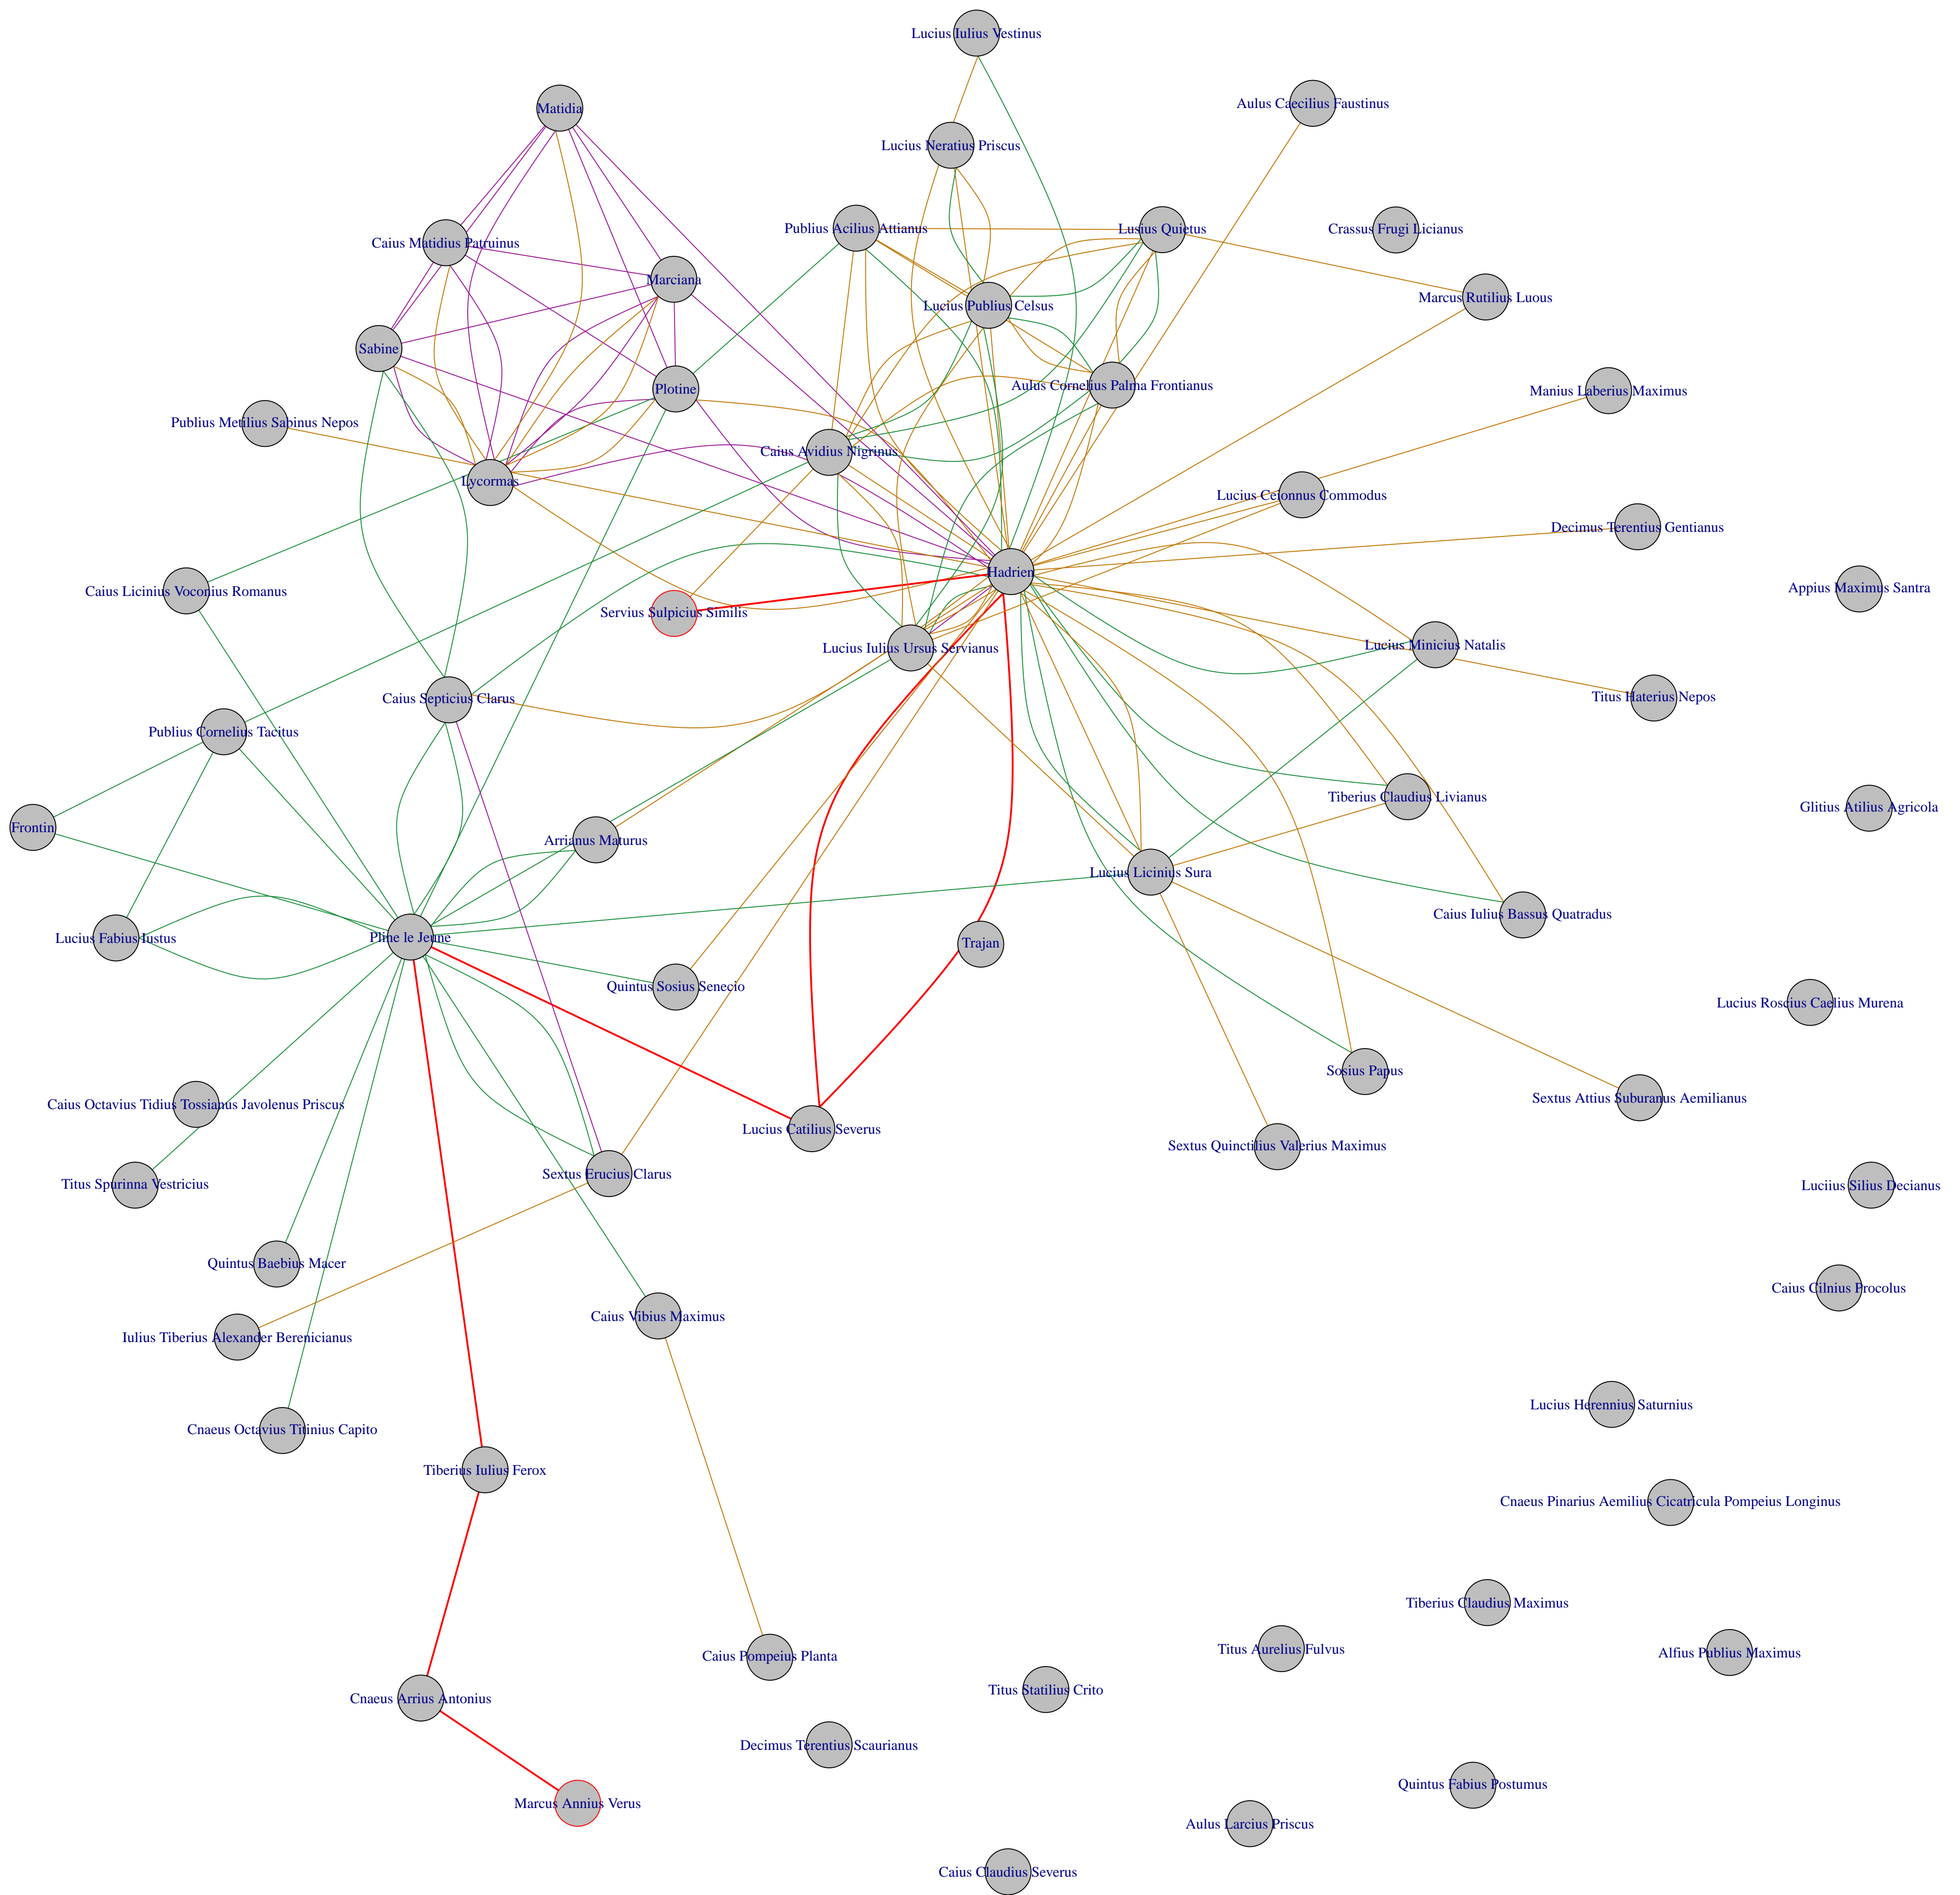 Lucius Iulius Vestinus
Aulus Caecilius Faustinus
Matidia
Lucius Neratius Priscus
Publius Acilius Attianus
Lusius Quietus
Crassus Frugi Licianus
Caius Matidius Patruinus
Marciana
Marcus Rutilius Luous
Lucius Publius Celsus
Sabine
Plotine
Aulus Cornelius Palma Frontianus
Manius Laberius Maximus
Publius Metilius Sabinus Nepos
Caius Avidius Nigrinus
Lycormas
Lucius Ceionnus Commodus
Decimus Terentius Gentianus
Hadrien
Caius Licinius Voconius Romanus
Appius Maximus Santra
Servius Sulpicius Similis
Lucius Iulius Ursus Servianus
Lucius Minicius Natalis
Caius Septicius Clarus
Titus Haterius Nepos
Publius Cornelius Tacitus
Tiberius Claudius Livianus
Glitius Atilius Agricola
Frontin
Arrianus Maturus
Lucius Licinius Sura
Caius Iulius Bassus Quatradus
Lucius Fabius Iustus
Pline le Jeune
Trajan
Quintus Sosius Senecio
Lucius Roscius Caelius Murena
Sosius Papus
Caius Octavius Tidius Tossianus Javolenus Priscus
Sextus Attius Suburanus Aemilianus
Lucius Catilius Severus
Sextus Quinctilius Valerius Maximus
Sextus Erucius Clarus
Titus Spurinna Vestricius
Luciius Silius Decianus
Quintus Baebius Macer
Caius Cilnius Procolus
Caius Vibius Maximus
Iulius Tiberius Alexander Berenicianus
Lucius Herennius Saturnius
Cnaeus Octavius Titinius Capito
Tiberius Iulius Ferox
Cnaeus Pinarius Aemilius Cicatricula Pompeius Longinus
Tiberius Claudius Maximus
Titus Aurelius Fulvus
Alfius Publius Maximus
Caius Pompeius Planta
Titus Statilius Crito
Cnaeus Arrius Antonius
Decimus Terentius Scaurianus
Quintus Fabius Postumus
Marcus Annius Verus
Aulus Larcius Priscus
Caius Claudius Severus